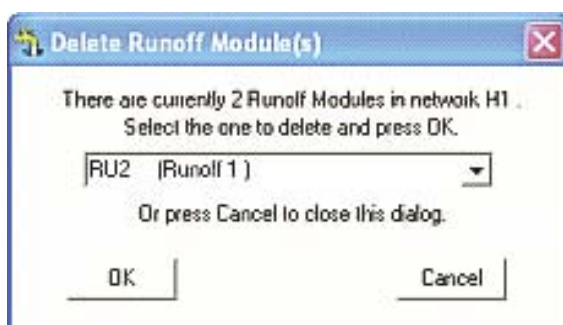 Delete Runoff Module(s)
There are currently 2 Runoff Modules in network H1 .
Select the one to delete and press OK.
RU2 (Runoff 1 )
Or press Cancel to close this dialog.
OK Cancel